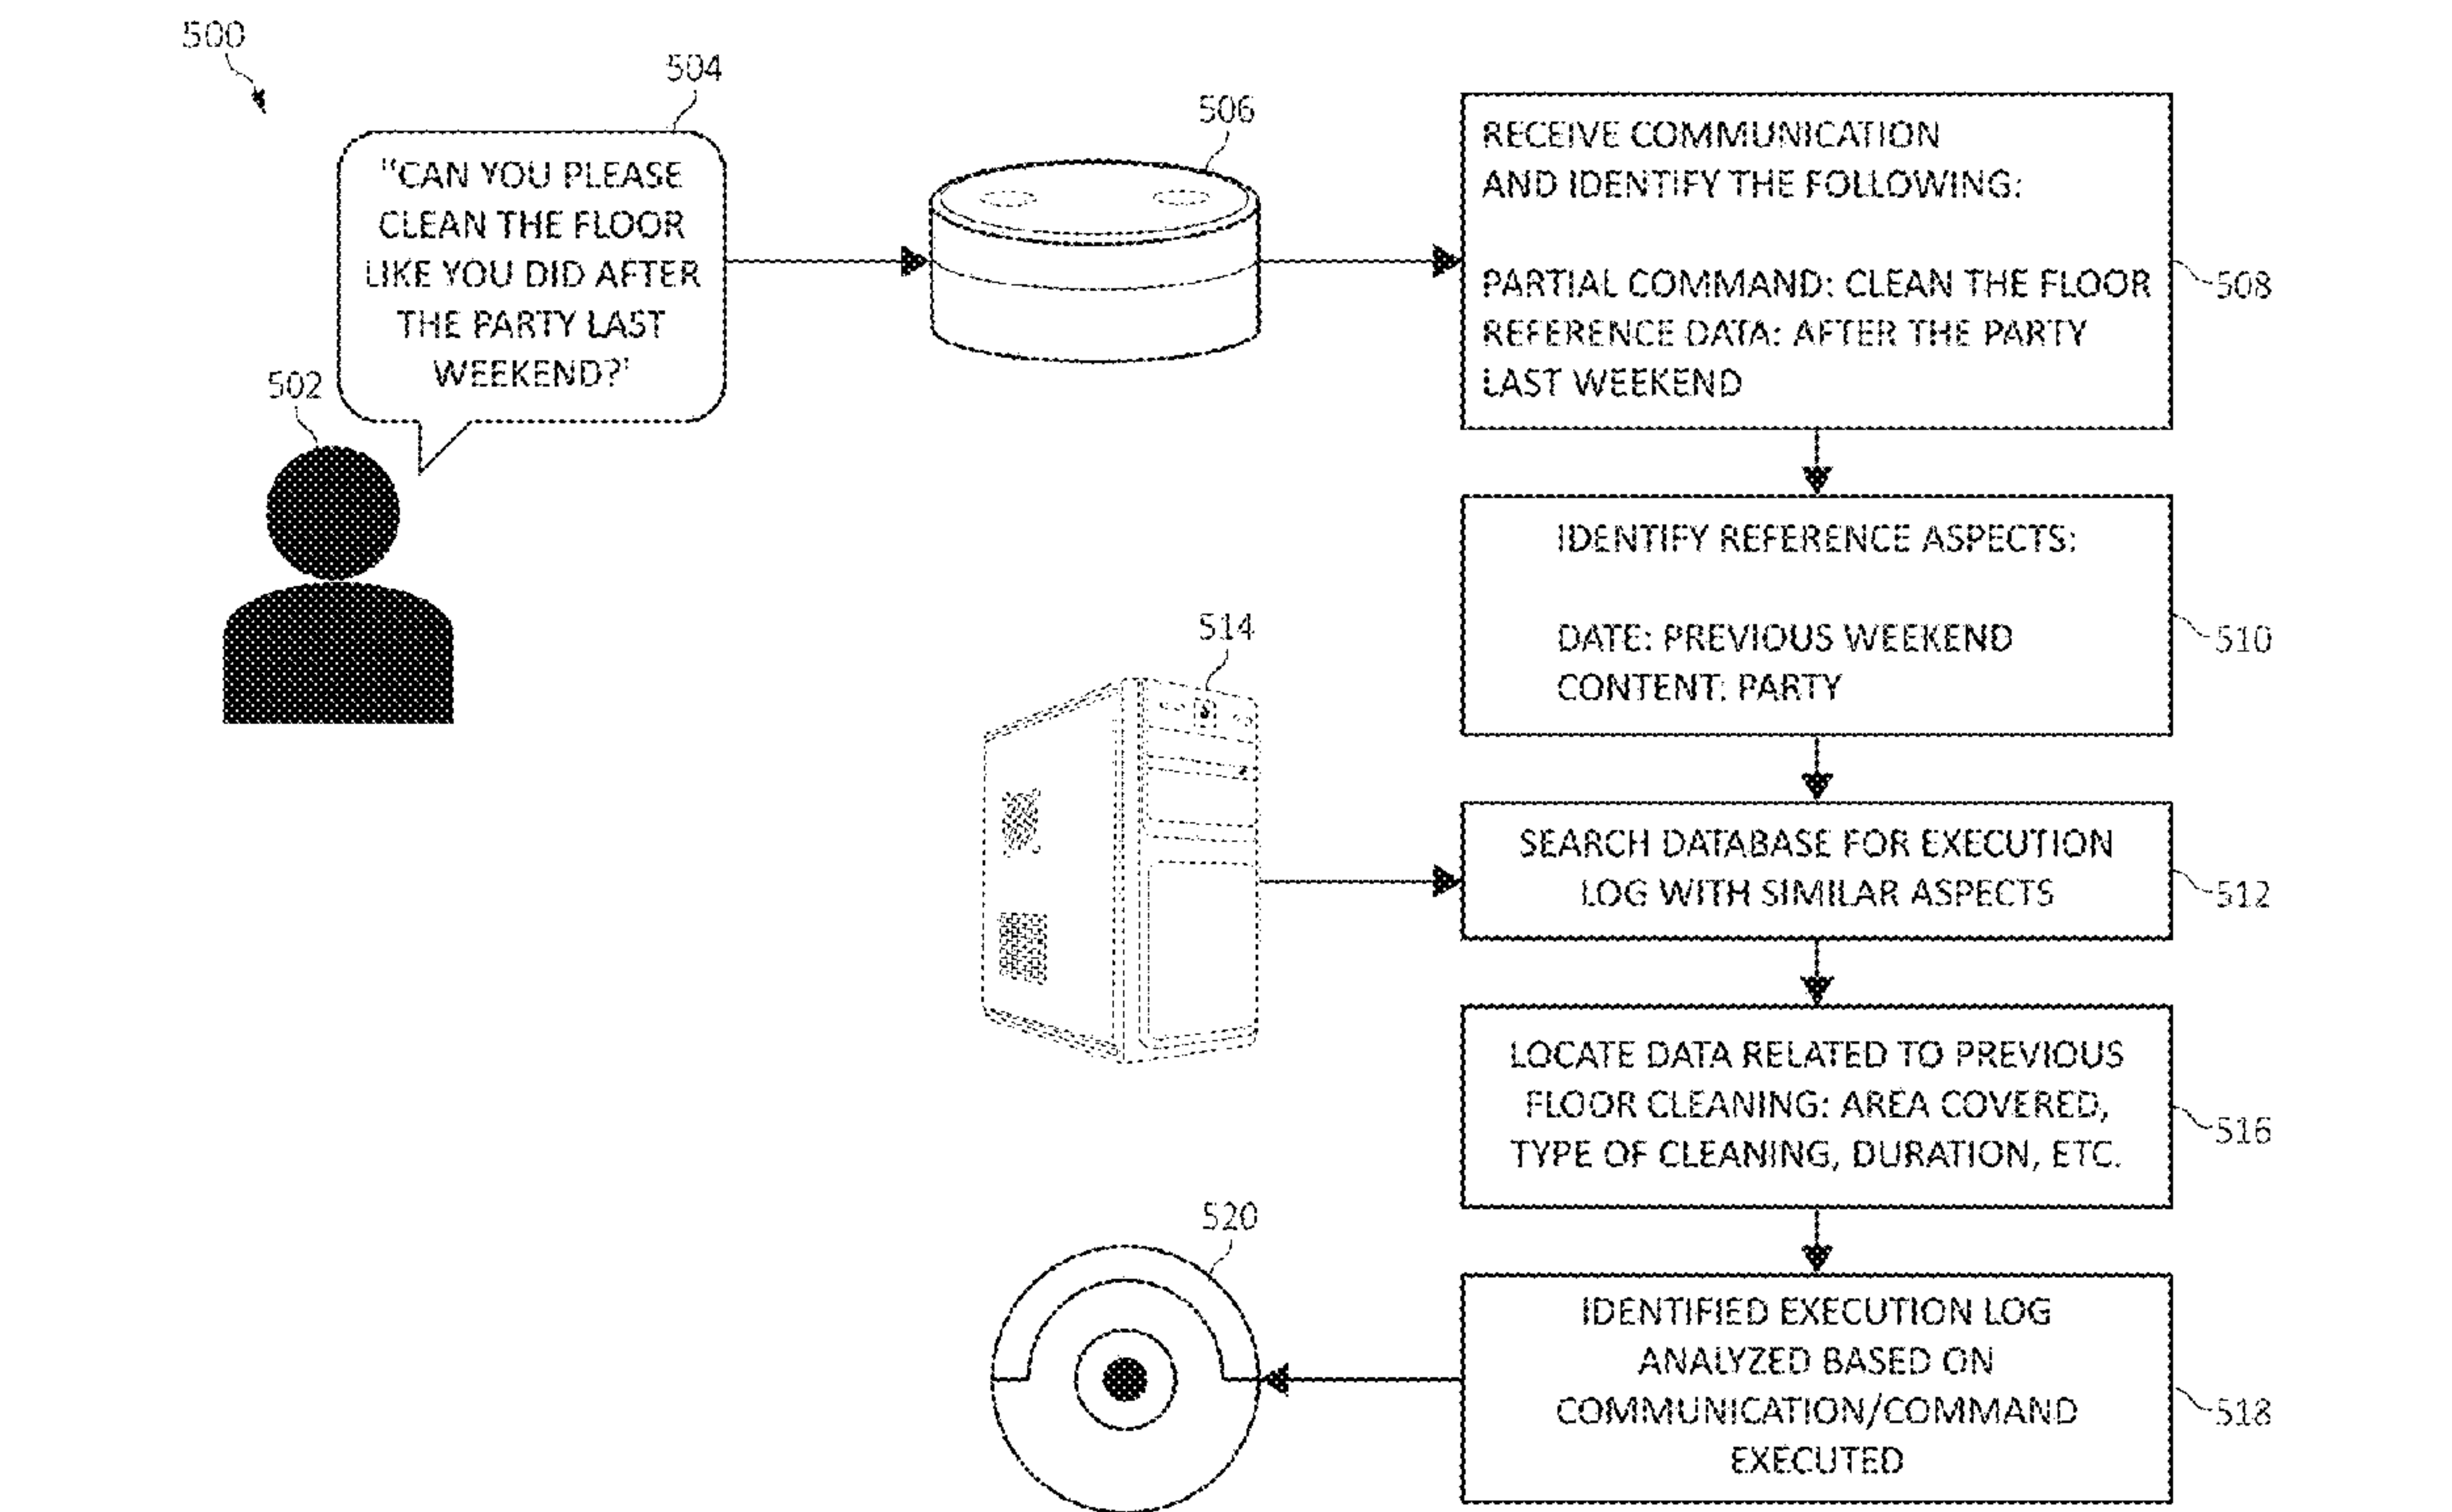 500
504
"CAN YOU PLEASE
CLEAN THE FLOOR
LIKE YOU DID AFTER
THE PARTY LAST
WEEKEND?'
502
506
RECEIVE COMMUNICATION
AND IDENTIFY THE FOLLOWING:
PARTIAL COMMAND: CLEAN THE FLOOR
REFERENCE DATA: AFTER THE PARTY
LAST WEEKEND
508
IDENTIFY REFERENCE ASPECTS:
DATE: PREVIOUS WEEKEND
CONTENT: PARTY
510
514
SEARCH DATABASE FOR EXECUTION
LOG WITH SIMILAR ASPECTS
512
LOCATE DATA RELATED TO PREVIOUS
FLOOR CLEANING: AREA COVERED,
TYPE OF CLEANING, DURATION, ETC.
516
520
IDENTIFIED EXECUTION LOG
ANALYZED BASED ON
COMMUNICATION/COMMAND
EXECUTED
518